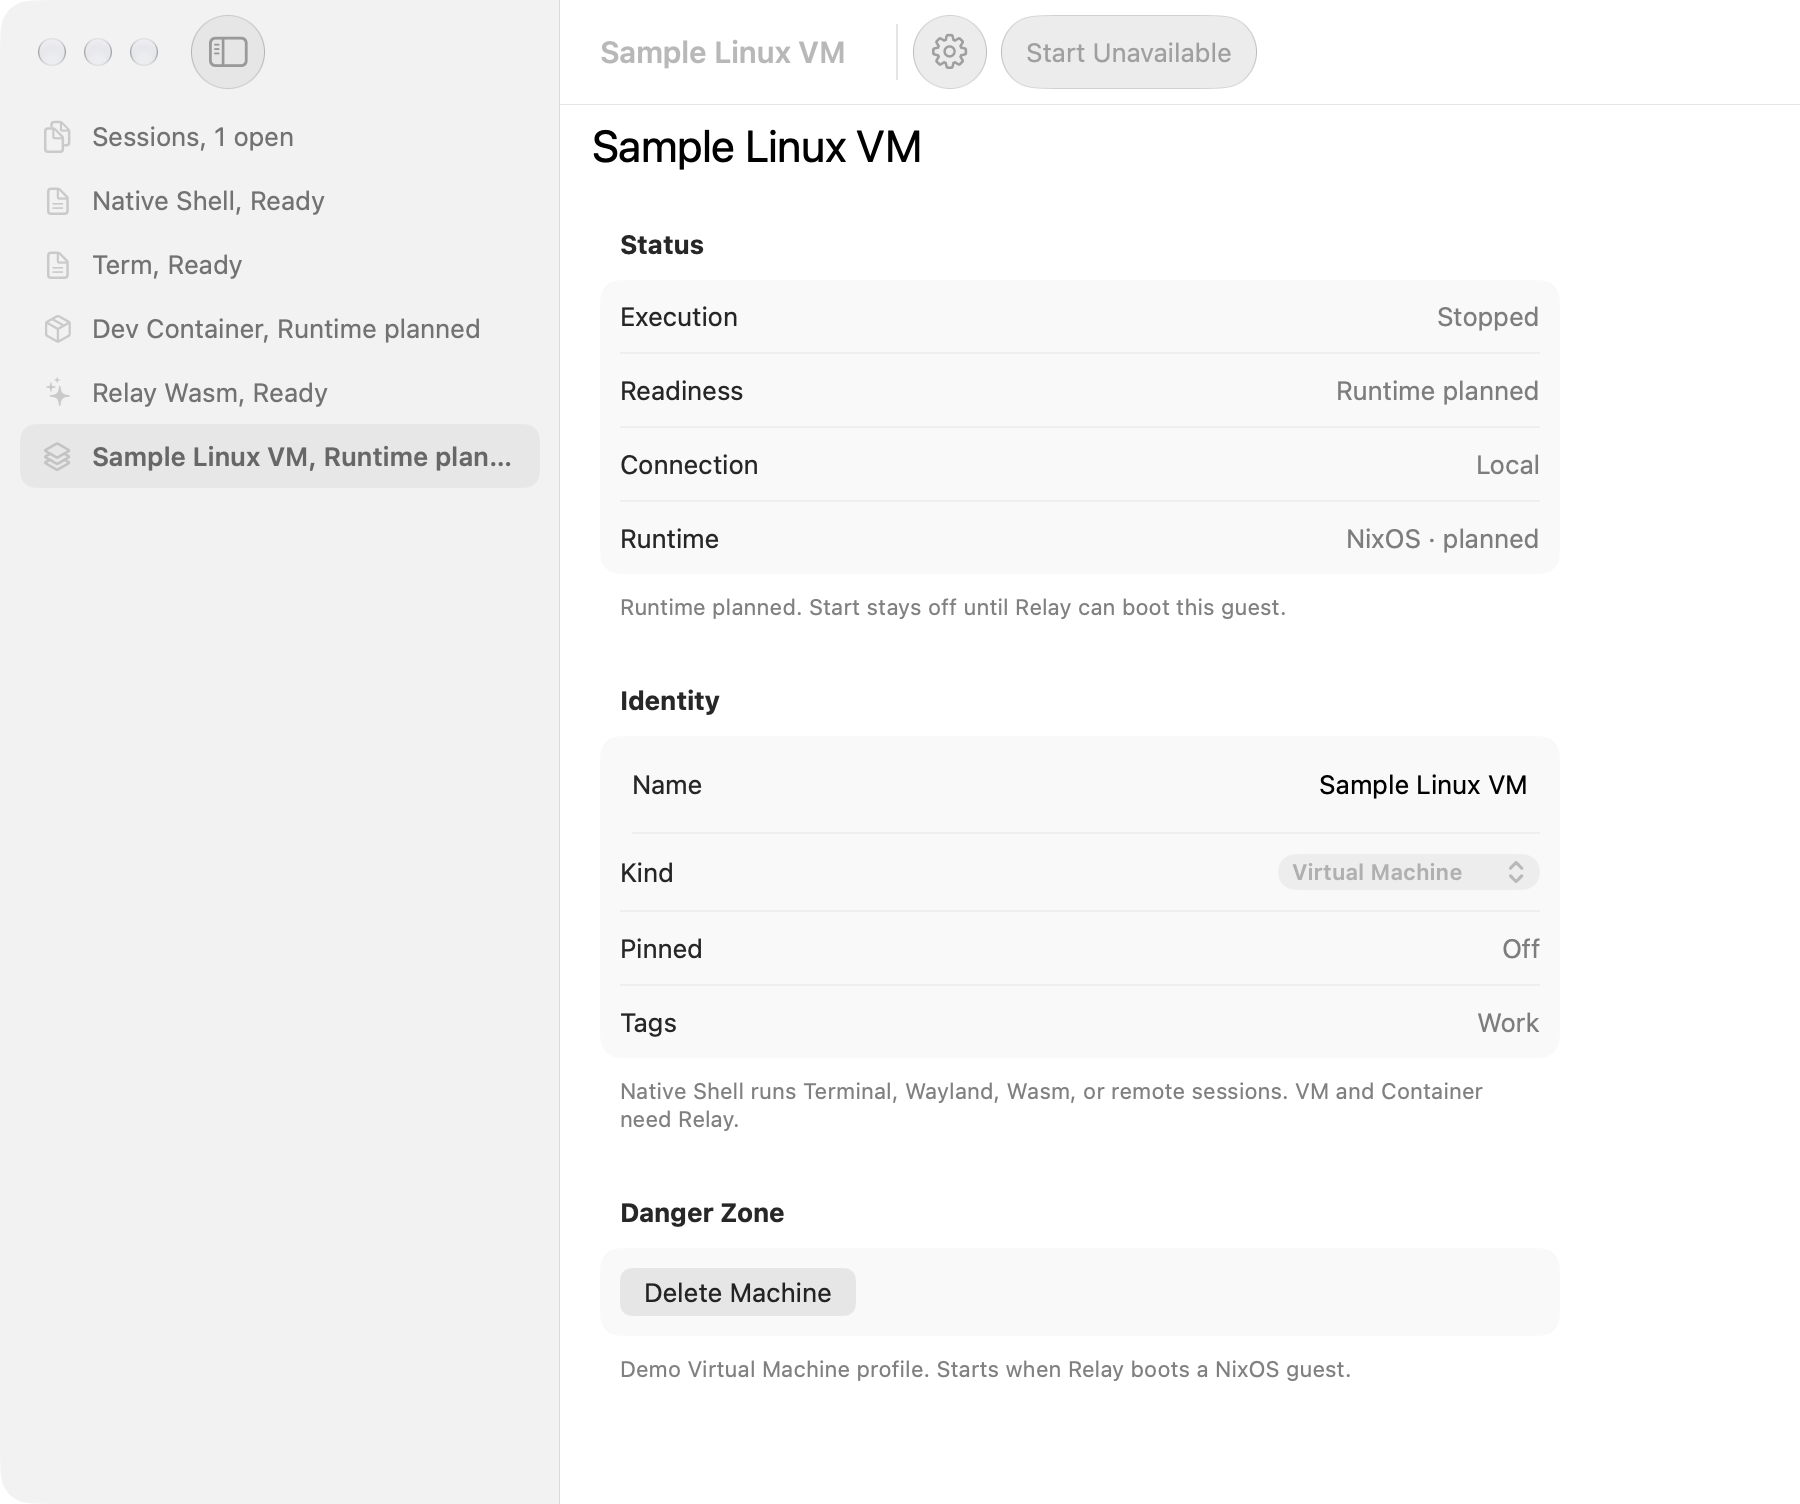 Sessions, 1 open
Native Shell, Ready
Term, Ready
Dev Container, Runtime planned
Relay Wasm, Ready
Sample Linux VM, Runtime plan...
Sample Linux VM
Start Unavailable
Sample Linux VM
Status
Execution Stopped
Readiness Runtime planned
Connection Local
Runtime NixOS · planned
Runtime planned. Start stays off until Relay can boot this guest.
Identity
Name Sample Linux VM
Kind Virtual Machine
Pinned Off
Tags Work
Native Shell runs Terminal, Wayland, Wasm, or remote sessions. VM and Container
need Relay.
Danger Zone
Delete Machine
Demo Virtual Machine profile. Starts when Relay boots a NixOS guest.